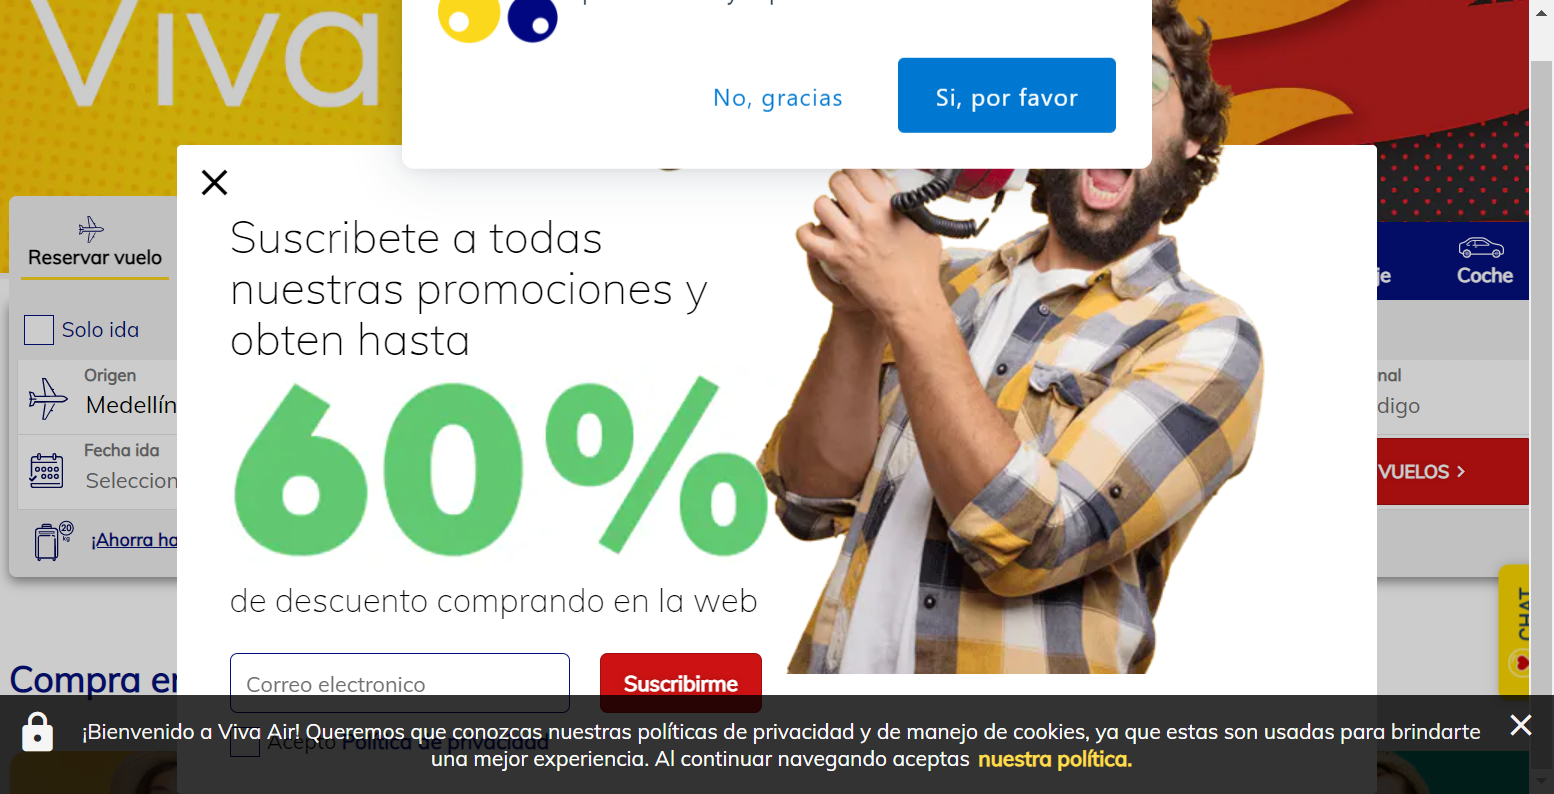 Viva
No, gracias
Si, por favor
Suscribete a todas
nuestras promociones y
obten hasta
60%
de descuento comprando en la web
Correo electronico
Suscribirme
Acepto Política de privacidad
Reservar vuelo
Solo ida
Origen
Medellín
Fecha ida
Seleccion
20
kg
¡Ahorra ha
Coche
je
nal
digo
VUELOS >
CHAT
Compra en
¡Bienvenido a Viva Air! Queremos que conozcas nuestras políticas de privacidad y de manejo de cookies, ya que estas son usadas para brindarte
una mejor experiencia. Al continuar navegando aceptas nuestra política.